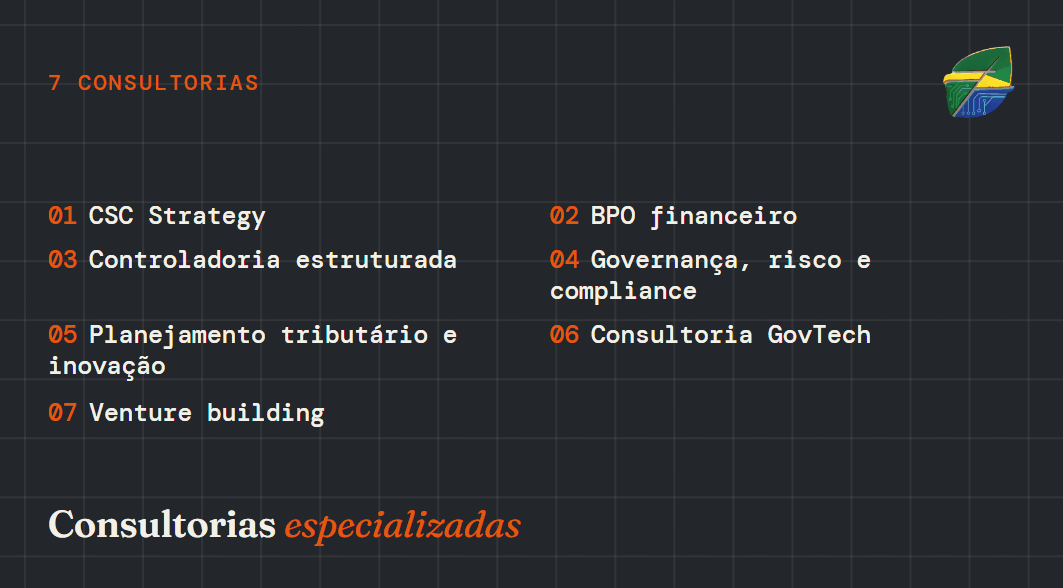 7 CONSULTORIAS
01 CSC Strategy
02 BPO financeiro
03 Controladoria estruturada
04 Governança, risco e
compliance
05 Planejamento tributário e
inovação
06 Consultoria GovTech
07 Venture building
Consultorias especializadas